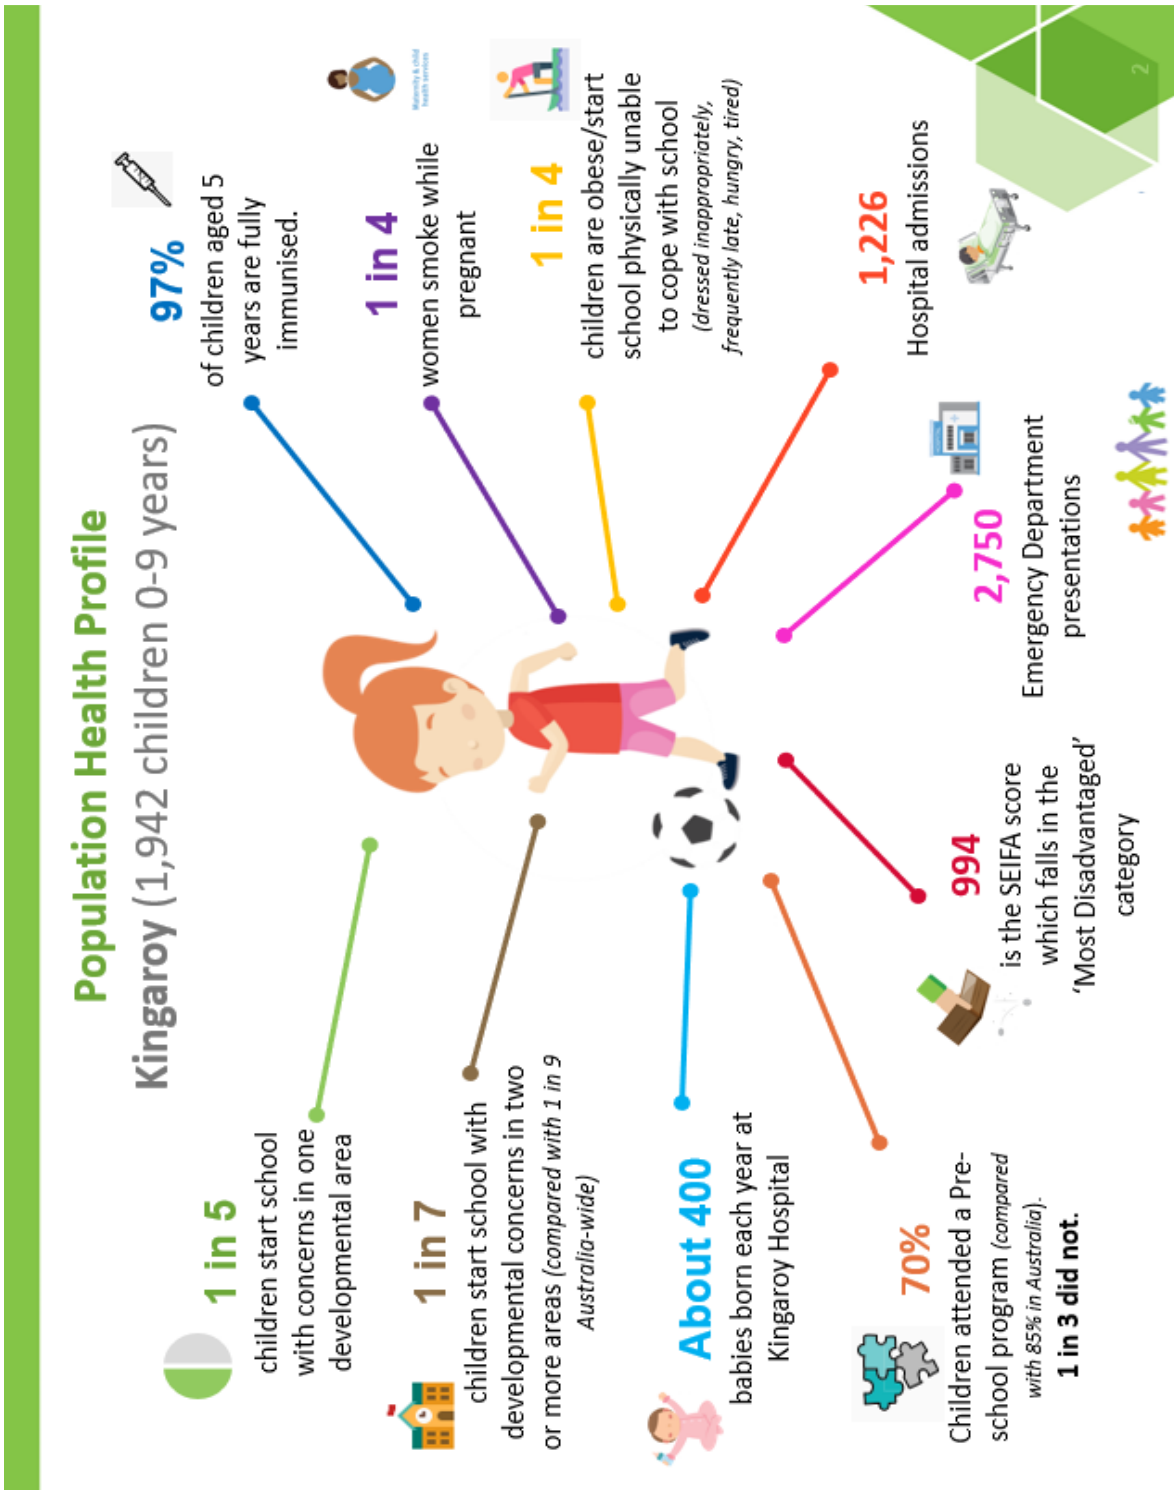 Population Health Profile
Kingaroy (1,942 children 0-9 years)
1 in 5
children start school
with concerns in one
developmental area
1 in 7
children start school with
developmental concerns in two
or more areas (compared with 1 in 9
Australia-wide)
About 400
babies born each year at
Kingaroy Hospital
70%
Children attended a Pre-
school program (compared
with 85% in Australia).
1 in 3 did not.
994
is the SEIFA score
which falls in the
‘Most Disadvantaged’
category
2,750
Emergency Department
presentations
HOSPITAL
1,226
Hospital admissions
1 in 4
children are obese/start
school physically unable
to cope with school
(dressed inappropriately,
frequently late, hungry, tired)
1 in 4
women smoke while
pregnant
Maternity & child
health services
97%
of children aged 5
years are fully
immunised.
2